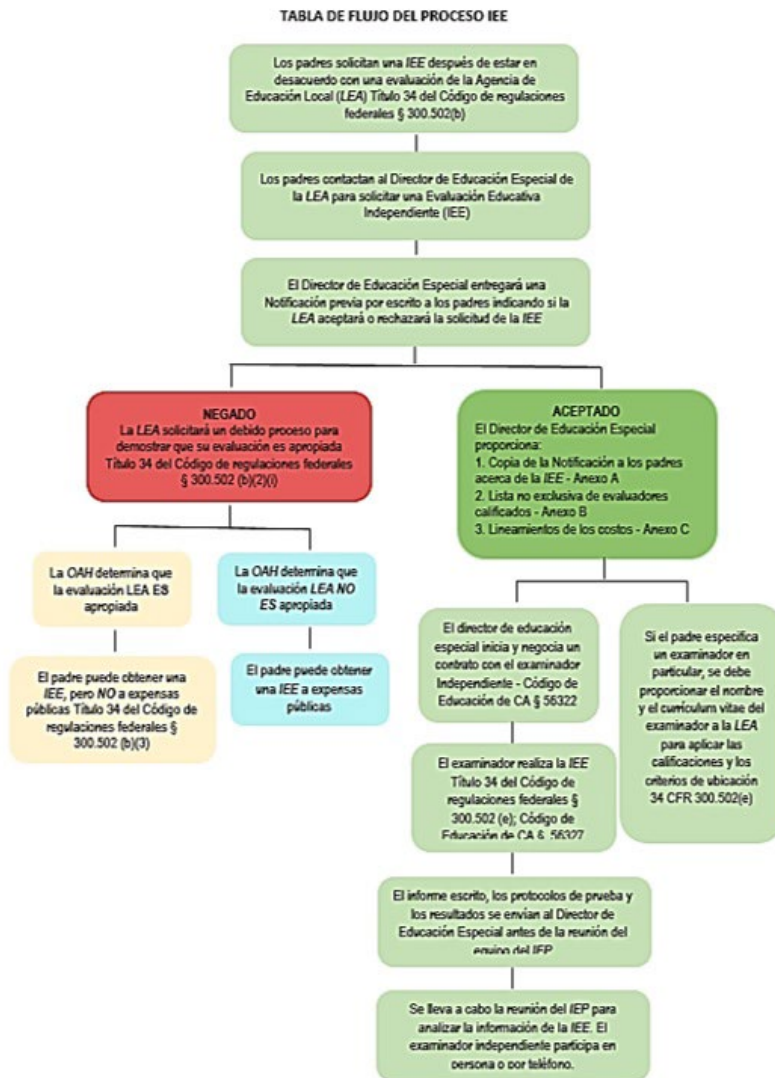 TABLA DE FLUJO DEL PROCESO IEE
Los padres solicitan una IEE después de estar en
desacuerdo con una evaluación de la Agencia de
Educación Local (LEA) Título 34 del Código de
regulaciones federales § 300.502(b)
Los padres contactan al Director de Educación Especial de
la LEA para solicitar una Evaluación Educativa
Independiente (IEE)
El Director de Educación Especial entregará una
Notificación previa por escrito a los padres indicando si la
LEA aceptará o rechazará la solicitud de la IEE
NEGADO
La LEA solicitará un debido proceso para
demostrar que su evaluación es apropiada
Título 34 del Código de regulaciones federales
§ 300.502 (b)(2)(i)
La OAH determina que
la evaluación LEA ES
apropiada
El padre puede obtener una
IEE, pero NO a expensas
públicas Título 34 del Código de
regulaciones federales §
300.502 (b)(3)
La OAH determina que
la evaluación LEA NO
ES apropiada
El padre puede obtener
una IEE a expensas
públicas
ACEPTADO
El Director de Educación Especial
proporciona:
1. Copia de la Notificación a los padres
acerca de la IEE - Anexo A
2. Lista no exclusiva de evaluadores
calificados - Anexo B
3. Lineamientos de los costos - Anexo C
El director de educación
especial inicia y negocia un
contrato con el examinador
Independiente - Código de
Educación de CA § 56322
El examinador realiza la IEE
Título 34 del Código de
regulaciones federales §
300.502 (e); Código de
Educación de CA §. 56327
Si el padre especifica
un examinador en
particular, se debe
proporcionar el nombre
y el currículum vitae del
examinador a la LEA
para aplicar las
calificaciones y los
criterios de ubicación
34 CFR 300.502(e)
El informe escrito, los protocolos de prueba y
los resultados se envían al Director de
Educación Especial antes de la reunión del
equipo del IEP
Se lleva a cabo la reunión del IEP para
analizar la información de la IEE. El
examinador independiente participa en
persona o por teléfono.